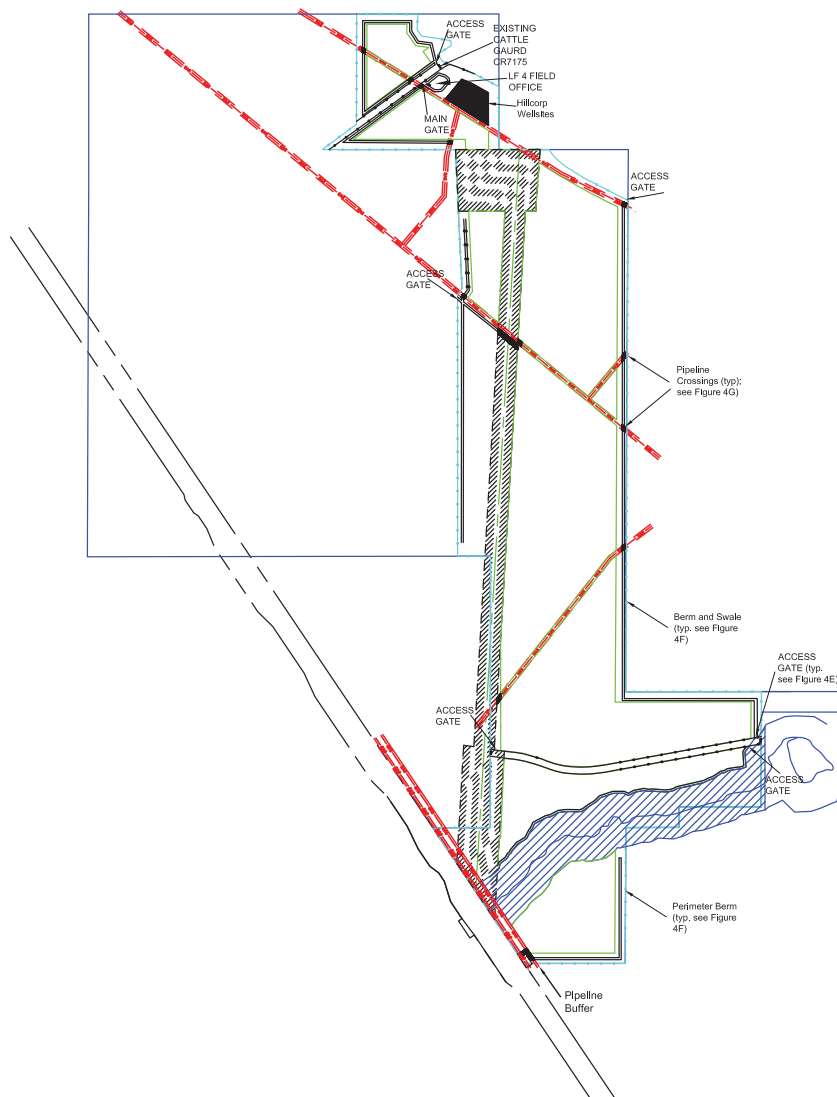 ACCESS
GATE
EXISTING
CATTLE
GAURD
CR7175
LF 4 FIELD
OFFICE
Hillcorp
Wellsites
MAIN
GATE
ACCESS
GATE
ACCESS
GATE
Pipeline
Crossings (typ);
see Figure 4G)
Berm and Swale
(typ. see Figure
4F)
ACCESS
GATE (typ.
see Figure 4E)
ACCESS
GATE
ACCESS
GATE
Perimeter Berm
(typ. see Figure
4F)
Pipeline
Buffer